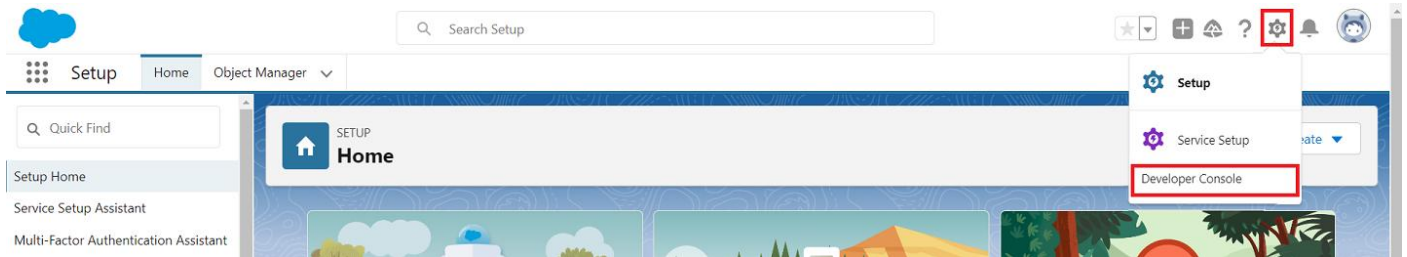 Search Setup
Setup Home Object Manager
Setup
Quick Find
SETUP
Home
Service Setup
eate
Setup Home
Developer Console
Service Setup Assistant
Multi-Factor Authentication Assistant